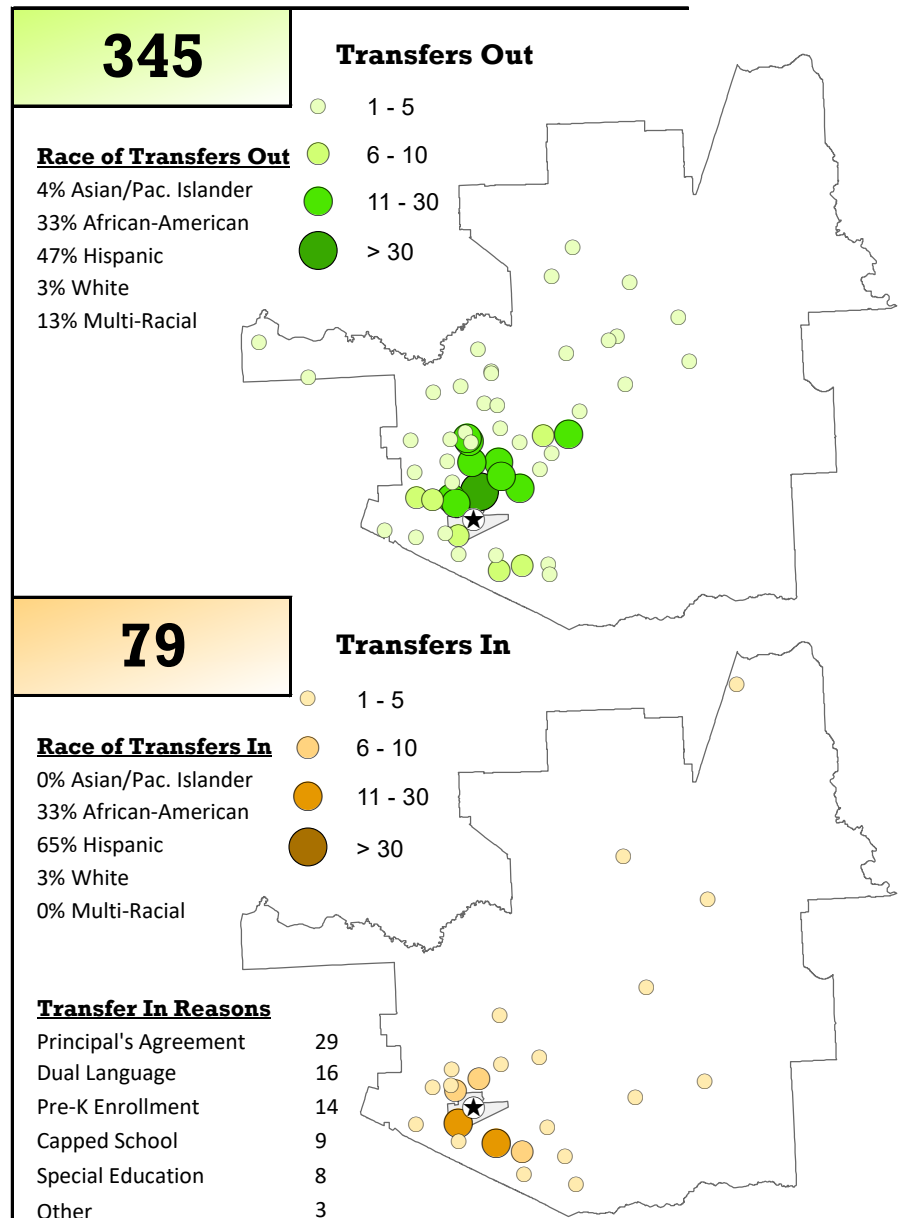 345
Transfers Out
1 - 5
6 - 10
11 - 30
> 30
Race of Transfers Out
4% Asian/Pac. Islander
33% African-American
47% Hispanic
3% White
13% Multi-Racial
79
Transfers In
1 - 5
6 - 10
11 - 30
> 30
Race of Transfers In
0% Asian/Pac. Islander
33% African-American
65% Hispanic
3% White
0% Multi-Racial
Transfer In Reasons
Principal's Agreement 29
Dual Language 16
Pre-K Enrollment 14
Capped School 9
Special Education 8
Other 3